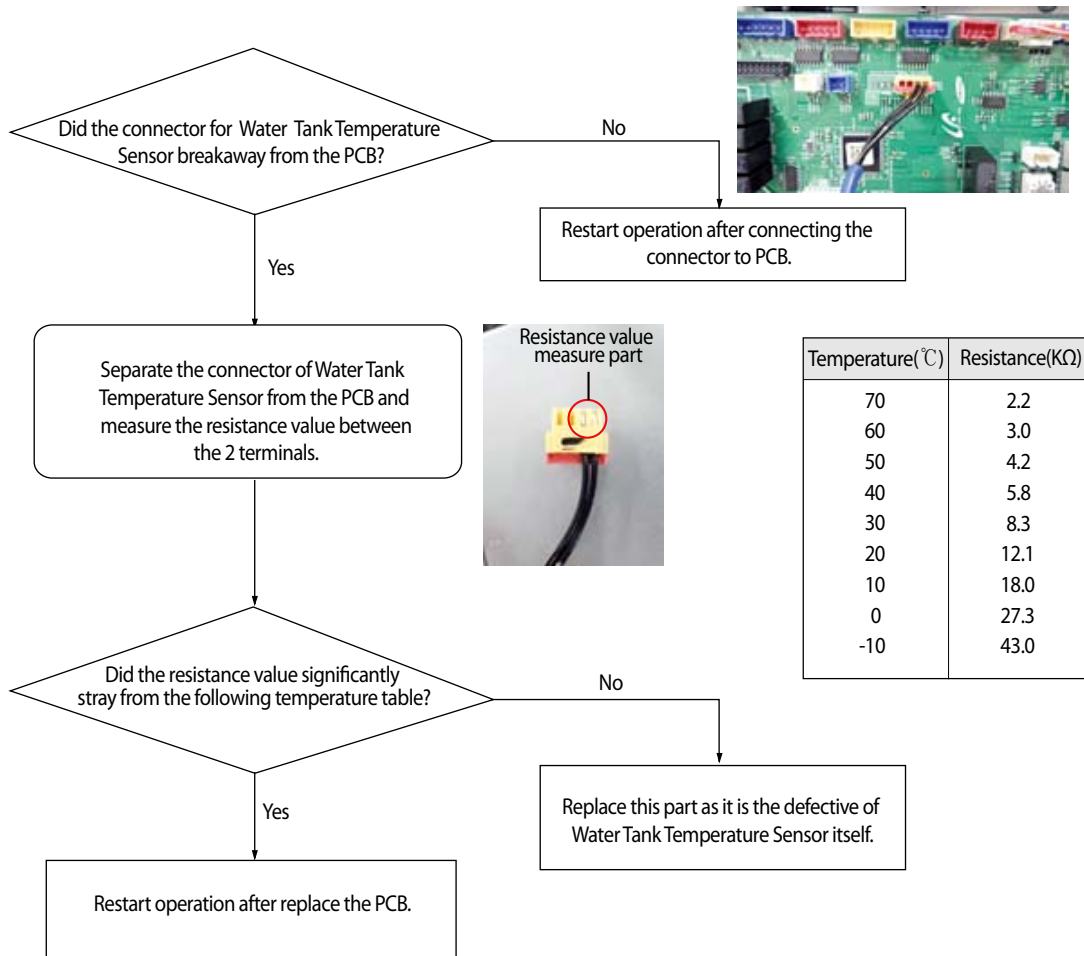 Did the connector for Water Tank Temperature
Sensor breakaway from the PCB?
No
Restart operation after connecting the
connector to PCB.
Yes
Separate the connector of Water Tank
Temperature Sensor from the PCB and
measure the resistance value between
the 2 terminals.
Resistance value
measure part
Temperature(℃) Resistance(KΩ)
70 2.2
60 3.0
50 4.2
40 5.8
30 8.3
20 12.1
10 18.0
0 27.3
-10 43.0
Did the resistance value significantly
stray from the following temperature table?
No
Replace this part as it is the defective of
Water Tank Temperature Sensor itself.
Yes
Restart operation after replace the PCB.